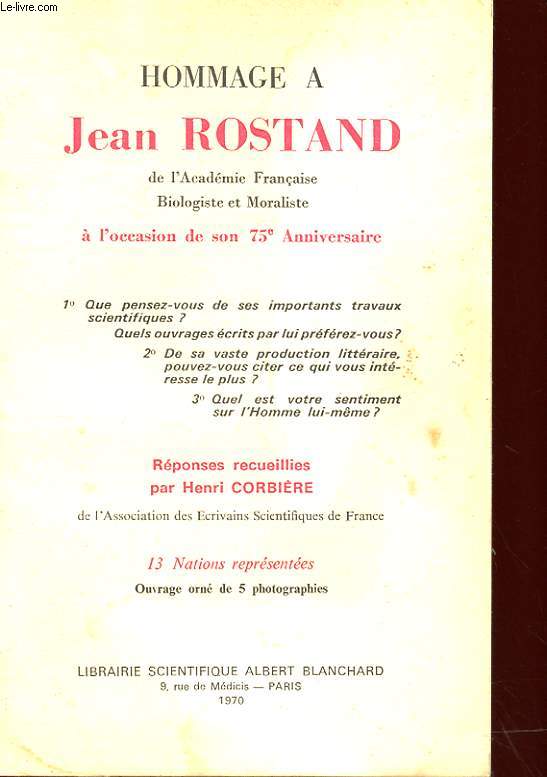 Le-livre.com
HOMMAGE A
Jean ROSTAND
de l'Académie Française
Biologiste et Moraliste
à l'occasion de son 75e Anniversaire
1º Que pensez-vous de ses importants travaux
scientifiques ?
Quels ouvrages écrits par lui préférez-vous ?
2º De sa vaste production littéraire,
pouvez-vous citer ce qui vous inté-
resse le plus ?
3º Quel est votre sentiment
sur l'Homme lui-même ?
Réponses recueillies
par Henri CORBIÈRE
de l'Association des Ecrivains Scientifiques de France
13 Nations représentées
Ouvrage orné de 5 photographies
LIBRAIRIE SCIENTIFIQUE ALBERT BLANCHARD
9, rue de Médicis — PARIS
1970